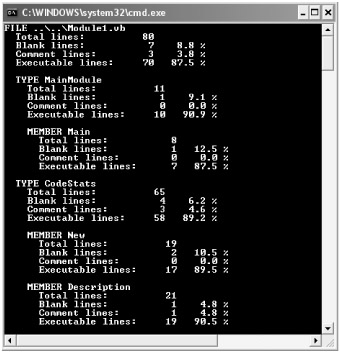 C:\WINDOWS\system32\cmd.exe
FILE ..\..\Module1.vb
Total lines: 80
Blank lines: 7 8.8 %
Comment lines: 3 3.8 %
Executable lines: 70 87.5 %
TYPE MainModule
Total lines: 11
Blank lines: 1 9.1 %
Comment lines: 0 0.0 %
Executable lines: 10 90.9 %
MEMBER Main
Total lines: 8
Blank lines: 1 12.5 %
Comment lines: 0 0.0 %
Executable lines: 7 87.5 %
TYPE CodeStats
Total lines: 65
Blank lines: 4 6.2 %
Comment lines: 3 4.6 %
Executable lines: 58 89.2 %
MEMBER New
Total lines: 19
Blank lines: 2 10.5 %
Comment lines: 0 0.0 %
Executable lines: 17 89.5 %
MEMBER Description
Total lines: 21
Blank lines: 1 4.8 %
Comment lines: 1 4.8 %
Executable lines: 19 90.5 %